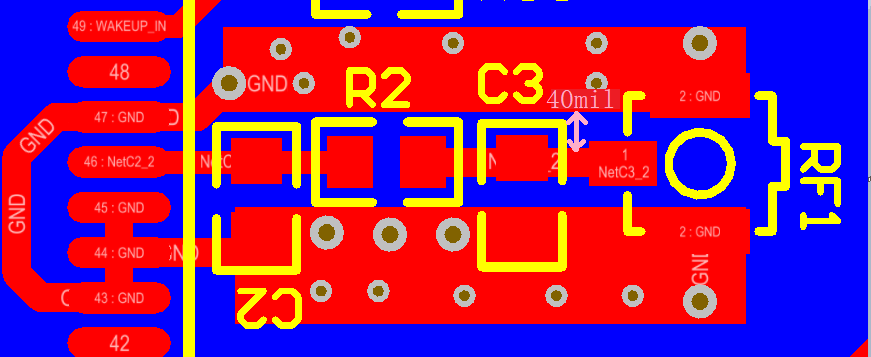 49 : WAKEUP_IN
48
GND
R2
C3
40mil
2 : GND
47 : GND
GND
46 : NetC2_2
1
NetC3_2
RF1
45
GND
44 : GND
2 : GND
GND
43 : GND
C2
42